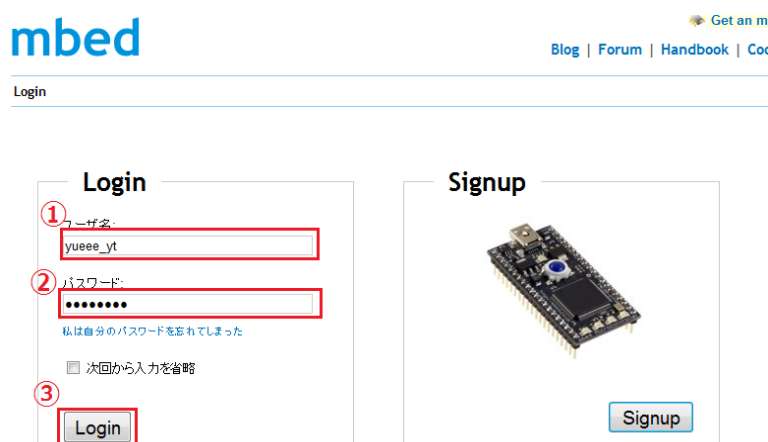 mbed
Get an m
Blog | Forum | Handbook | Coo
Login
Login
Signup
①
ユーザ名:
yueee_yt
②
パスワード:
私は自分のパスワードを忘れてしまった
次回から入力を省略
③
Login
Signup